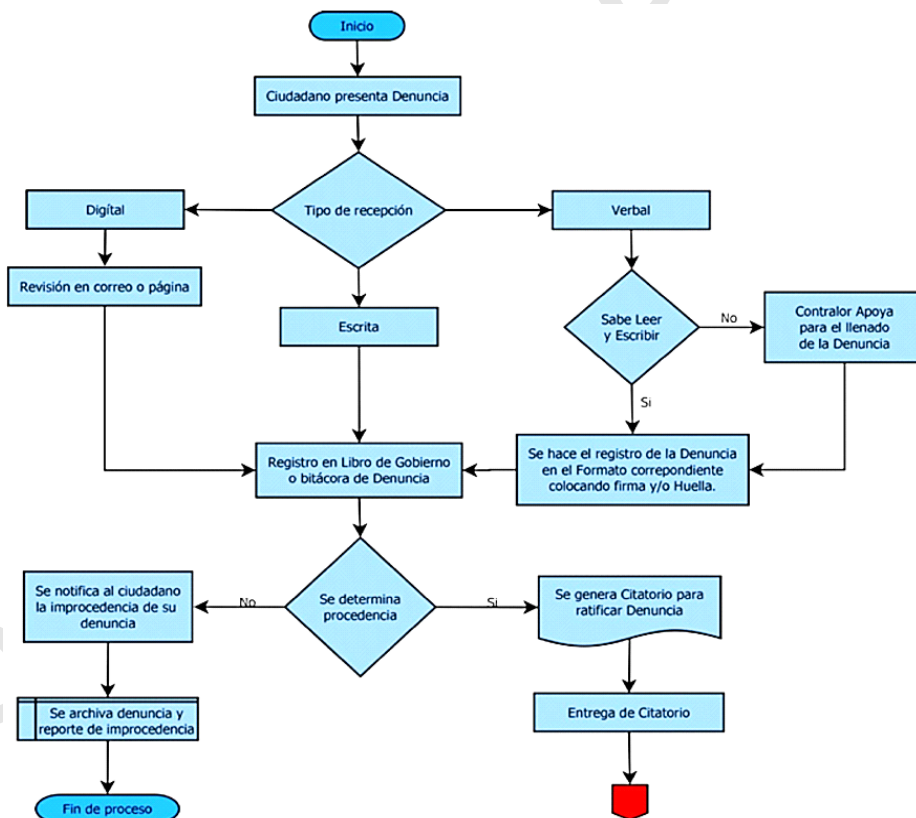 Inicio
Ciudadano presenta Denuncia
Tipo de recepción
Digítal
Verbal
Revisión en correo o página
Escrita
Sabe Leer
y Escribir
No
Contralor Apoya
para el llenado
de la Denuncia
Si
Registro en Libro de Gobierno
o bitácora de Denuncia
Se hace el registro de la Denuncia
en el Formato correpondiente
colocando firma y/o Huella.
Se determina
procedencia
No
Si
Se notifica al ciudadano
la improcedencia de su
denuncia
Se genera Citatorio para
ratificar Denuncia
Se archiva denuncia y
reporte de improcedencia
Entrega de Citatorio
Fin de proceso